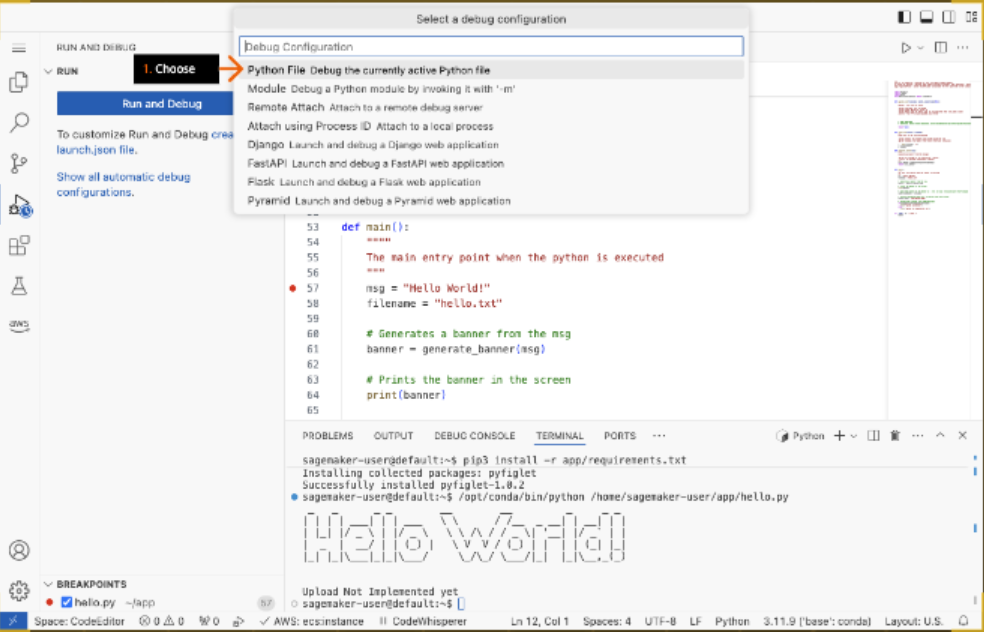 Select a debug configuration
Debug Configuration
RUN AND DEBUG
RUN
1. Choose
Python File Debug the currently active Python file
Module Debug a Python module by invoking it with '-m'
Remote Attach Attach to a remote debug server
Attach using Process ID Attach to a local process
Django Launch and debug a Django web application
FastAPI Launch and debug a FastAPI web application
Flask Launch and debug a Flask web application
Pyramid Launch and debug a Pyramid web application
Run and Debug
To customize Run and Debug crea
launch.json file.
Show all automatic debug
configurations.
aws
53 def main():
54 """"
55 The main entry point when the python is executed
56 """
57 msg = "Hello World!"
58 filename = "hello.txt"
59
60 # Generates a banner from the msg
61 banner = generate_banner(msg)
62
63 # Prints the banner in the screen
64 print(banner)
65
PROBLEMS OUTPUT DEBUG CONSOLE TERMINAL PORTS ··· Python
sagemaker-user@default:~$ pip3 install -r app/requirements.txt
Installing collected packages: pyfiglet
Successfully installed pyfiglet-1.0.2
sagemaker-user@default:~$ /opt/conda/bin/python /home/sagemaker-user/app/hello.py
Hello World!
Upload Not Implemented yet
sagemaker-user@default:~$
BREAKPOINTS
hello.py ~/app 57
Space: CodeEditor 0 0 0 AWS: ecs:instance CodeWhisperer Ln 12, Col 1 Spaces: 4 UTF-8 LF Python 3.11.9 ('base': conda) Layout: U.S.